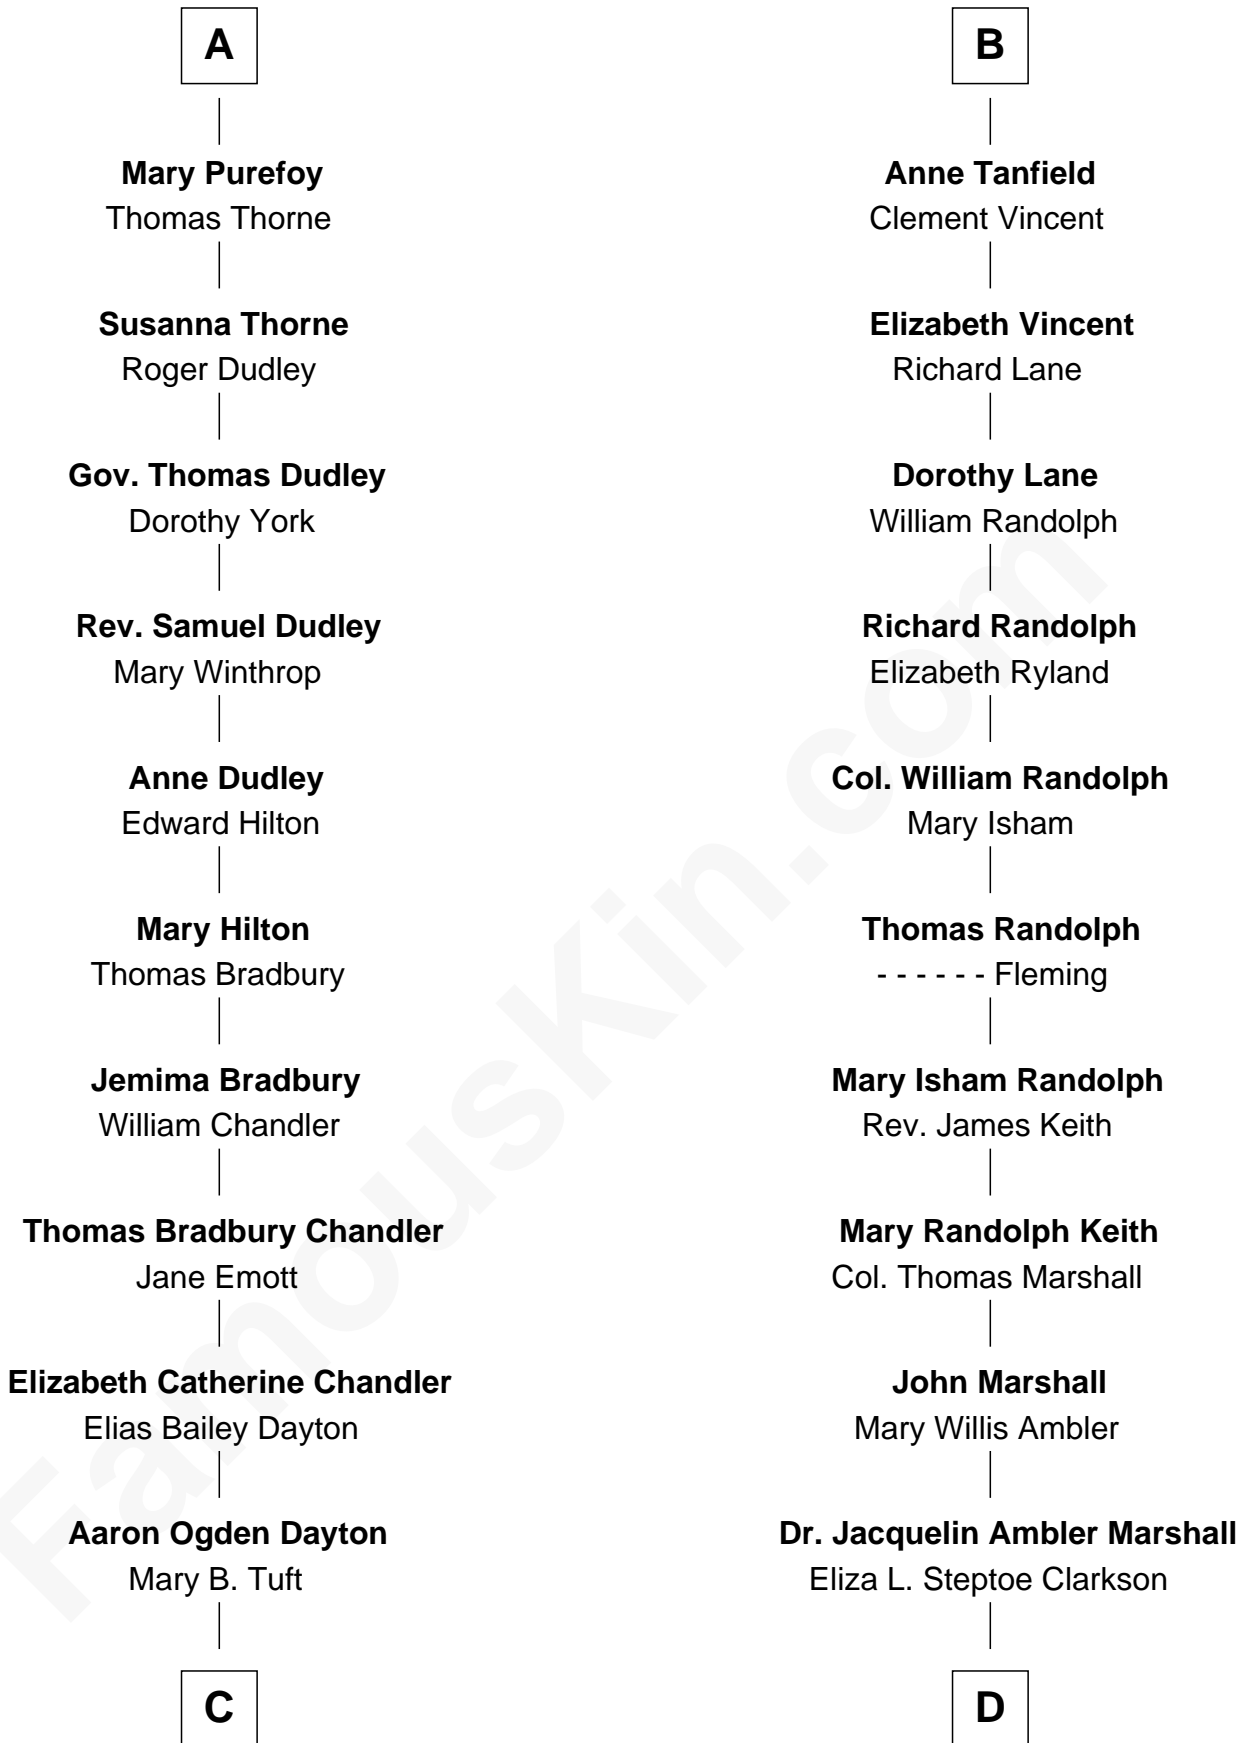 A
Mary Purefoy
Thomas Thorne
Susanna Thorne
Roger Dudley
Gov. Thomas Dudley
Dorothy York
Rev. Samuel Dudley
Mary Winthrop
Anne Dudley
Edward Hilton
Mary Hilton
Thomas Bradbury
Jemima Bradbury
William Chandler
Thomas Bradbury Chandler
Jane Emott
Elizabeth Catherine Chandler
Elias Bailey Dayton
Aaron Ogden Dayton
Mary B. Tuft
C
B
Anne Tanfield
Clement Vincent
Elizabeth Vincent
Richard Lane
Dorothy Lane
William Randolph
Richard Randolph
Elizabeth Ryland
Col. William Randolph
Mary Isham
Thomas Randolph
- - - - - - Fleming
Mary Isham Randolph
Rev. James Keith
Mary Randolph Keith
Col. Thomas Marshall
John Marshall
Mary Willis Ambler
Dr. Jacquelin Ambler Marshall
Eliza L. Steptoe Clarkson
D
FamousKin.com